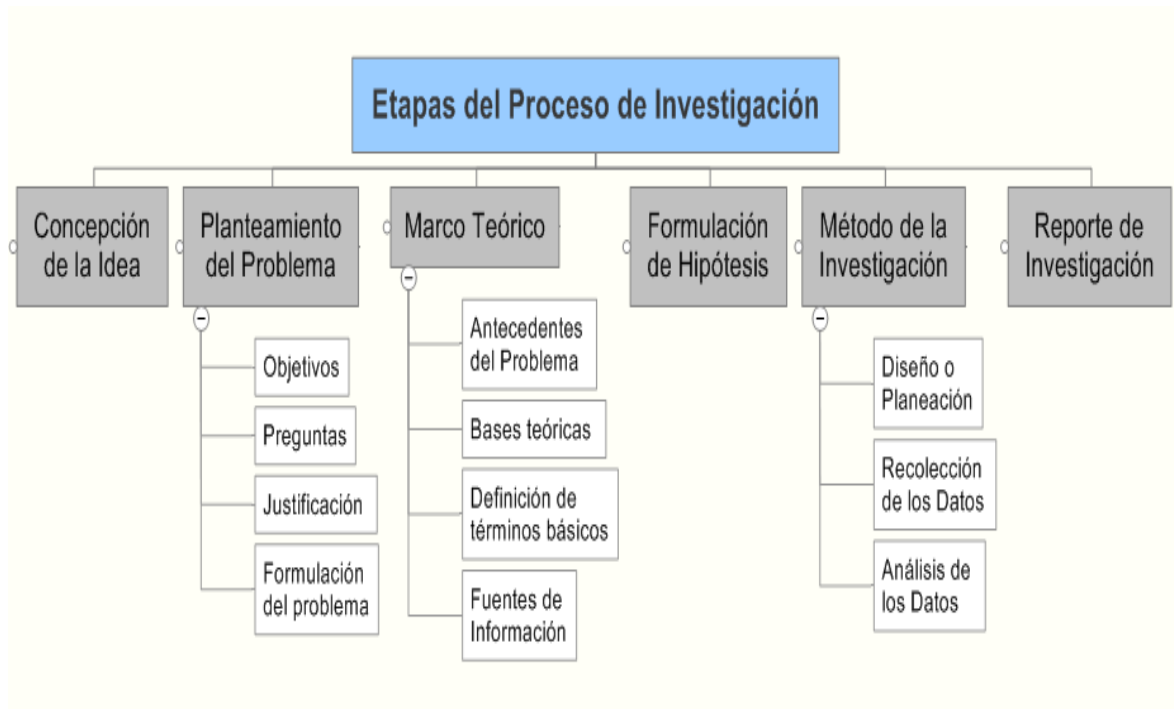 Etapas del Proceso de Investigación
Concepción
de la Idea
Planteamiento
del Problema
Objetivos
Preguntas
Justificación
Formulación
del problema
Marco Teórico
Antecedentes
del Problema
Bases teóricas
Definición de
términos básicos
Fuentes de
Información
Formulación
de Hipótesis
Método de la
Investigación
Diseño o
Planeación
Recolección
de los Datos
Análisis de
los Datos
Reporte de
Investigación